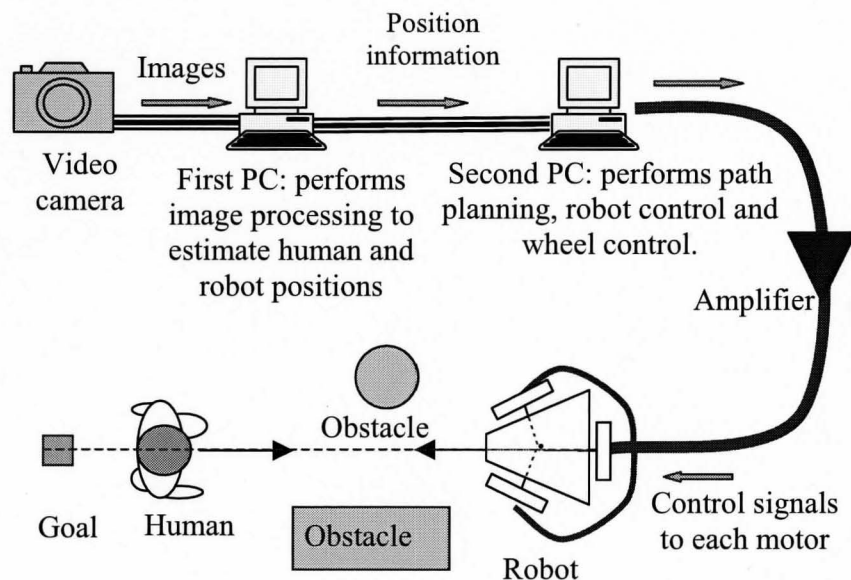 Images
Position
information
Video
camera
First PC: performs
image processing to
estimate human and
robot positions
Second PC: performs path
planning, robot control and
wheel control.
Amplifier
Obstacle
Goal
Human
Obstacle
Robot
Control signals
to each motor